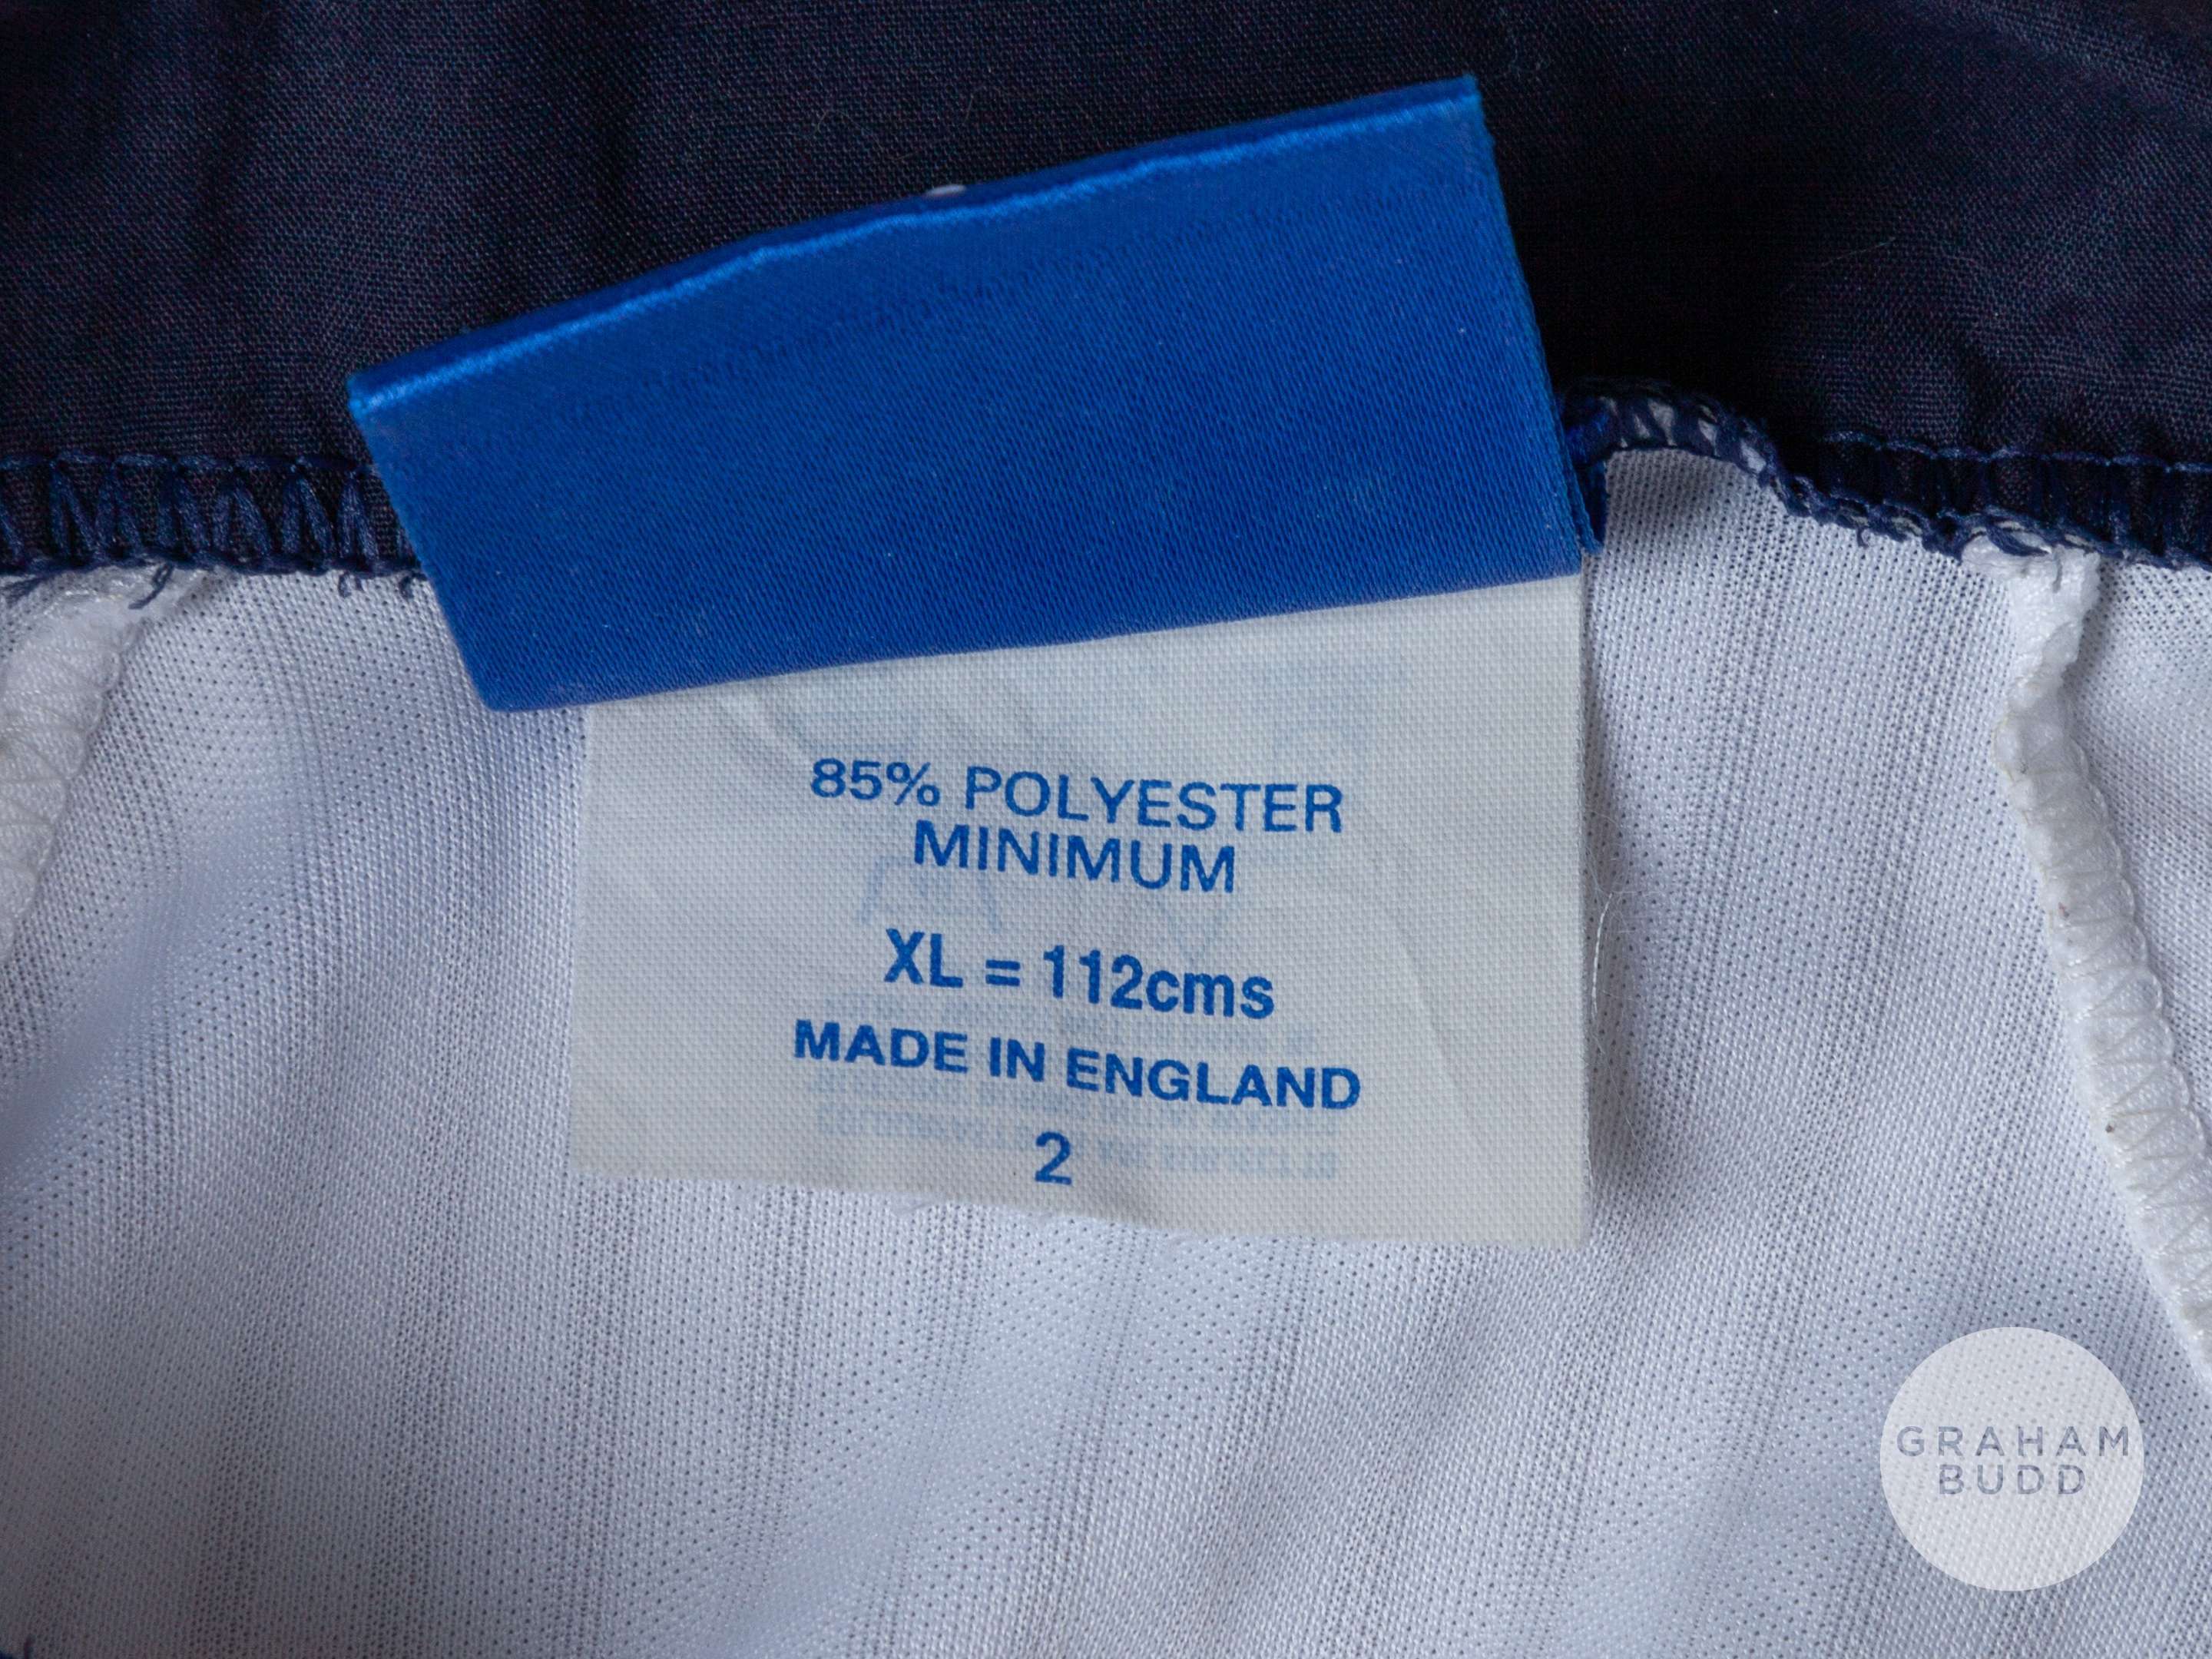 85% POLYESTER
MINIMUM
XL = 112cms
MADE IN ENGLAND
2
GRAHAM
BUDD